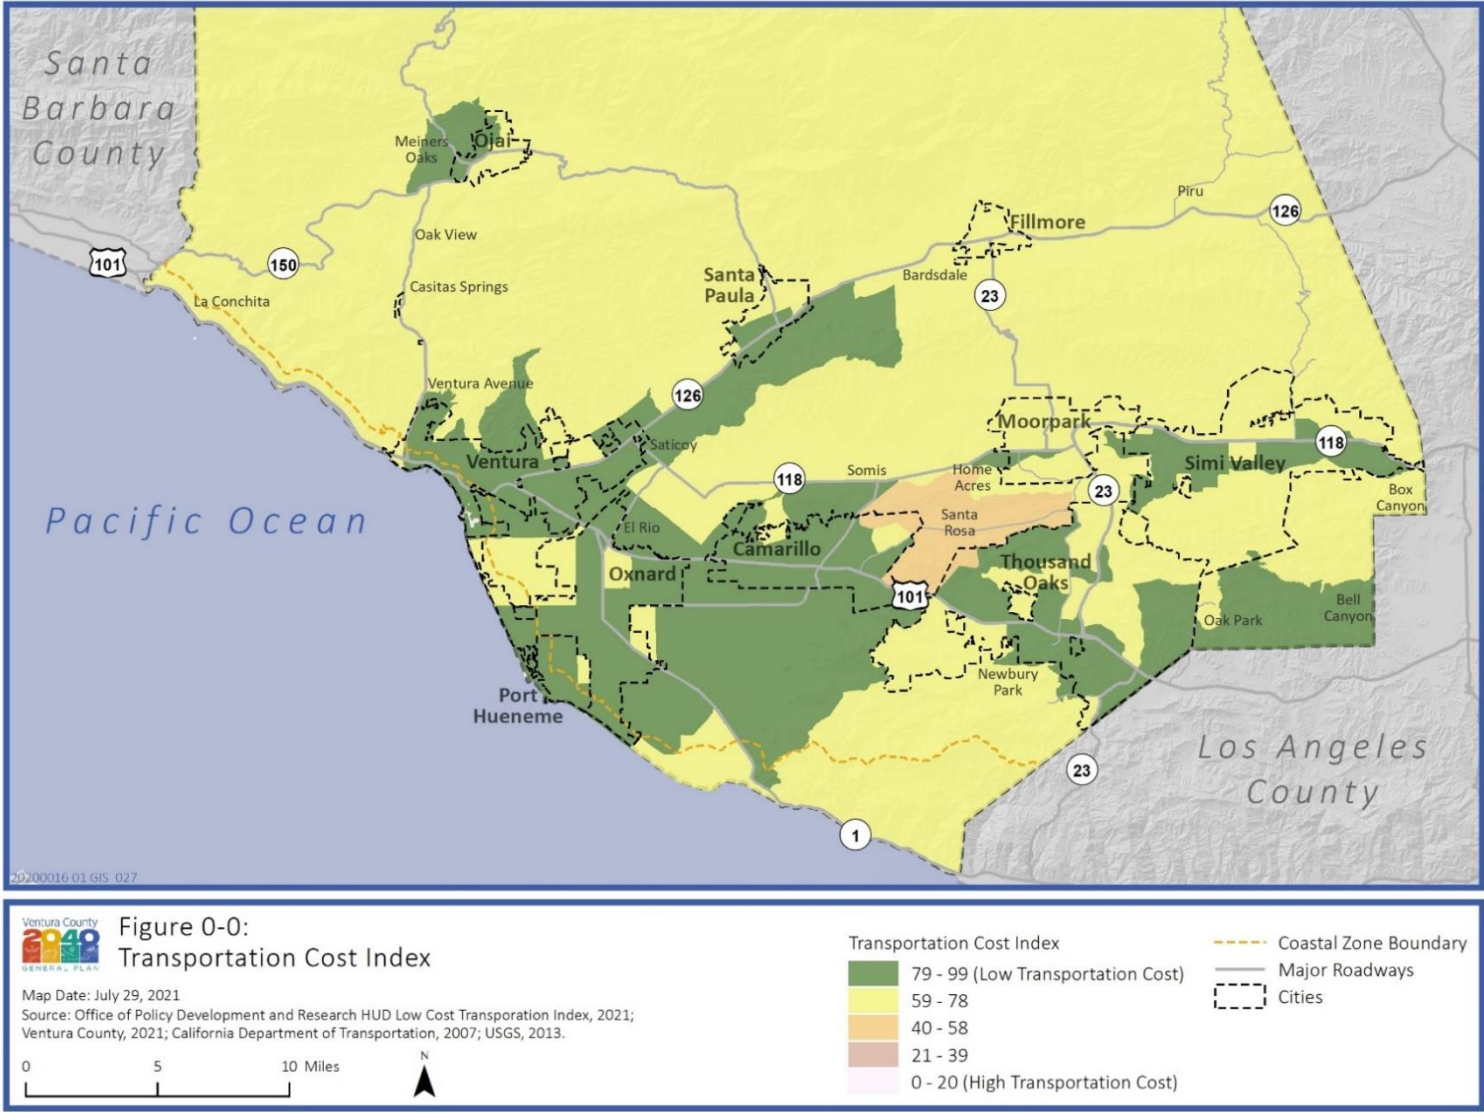 Santa
Barbara
County
Meiners
Oaks
Ojai
Oak View
101
150
La Conchita
Casitas Springs
Santa
Paula
Fillmore
Bardsdale
23
Piru
126
Ventura Avenue
126
Saticoy
Ventura
Moorpark
118
Somis
Home
Acres
23
Simi Valley
118
Box
Canyon
Pacific Ocean
El Rio
Santa
Rosa
Camarillo
Oxnard
101
Thousand
Oaks
Bell
Canyon
Oak Park
Newbury
Park
Port
Hueneme
Los Angeles
County
23
1
20200016 01 GIS 027
Ventura County
2040
GENERAL PLAN
Figure 0-0:
Transportation Cost Index
Map Date: July 29, 2021
Source: Office of Policy Development and Research HUD Low Cost Transporation Index, 2021;
Ventura County, 2021; California Department of Transportation, 2007; USGS, 2013.
0 5 10 Miles
N
Transportation Cost Index
79 - 99 (Low Transportation Cost)
59 - 78
40 - 58
21 - 39
0 - 20 (High Transportation Cost)
Coastal Zone Boundary
Major Roadways
Cities